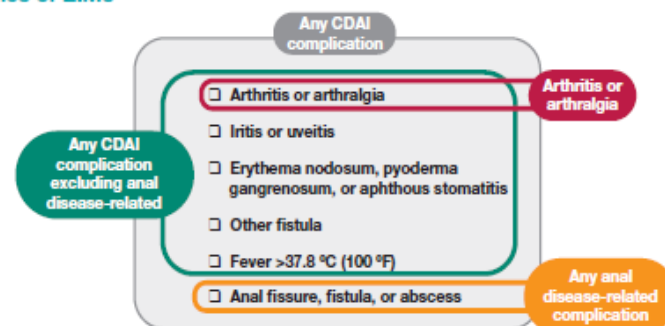 Any CDAI
complication
❑ Arthritis or arthralgia
Arthritis or
arthralgia
❑ Iritis or uveitis
Any CDAI
complication
excluding anal
disease-related
❑ Erythema nodosum, pyoderma
gangrenosum, or aphthous stomatitis
❑ Other fistula
❑ Fever >37.8 ºC (100 ºF)
❑ Anal fissure, fistula, or abscess
Any anal
disease-related
complication